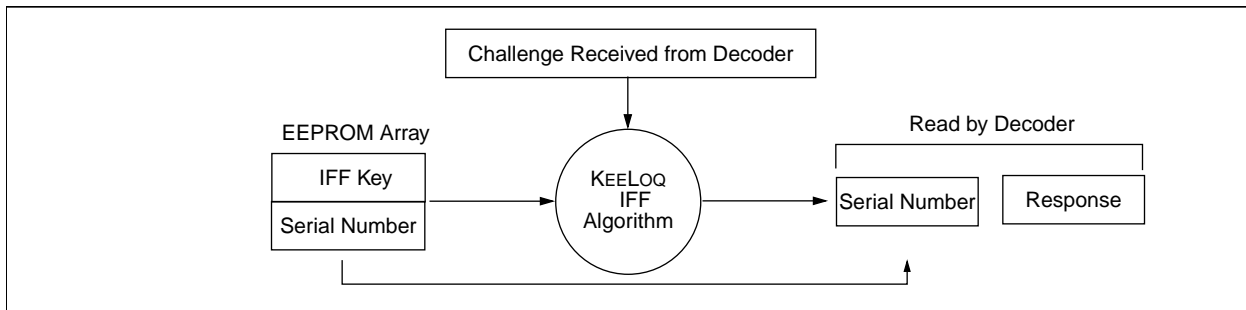 Challenge Received from Decoder
EEPROM Array
IFF Key
Serial Number
KEELOQ
IFF
Algorithm
Read by Decoder
Serial Number
Response